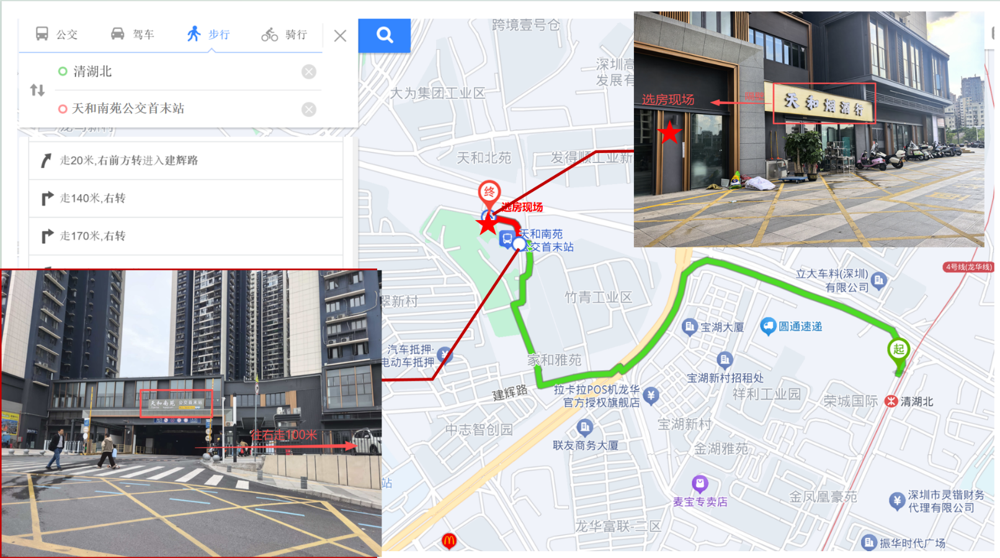 公交
驾车
步行
骑行
清湖北
天和南苑公交首末站
走20米,右前方转进入建辉路
走140米,右转
走170米,右转
跨境壹号仓
大为集团工业区
深圳高
发展有
天和北苑
发得顺工业新
终
选房现场
天和南苑
公交首末站
翠新村
竹青工业区
立大车料(深圳)
有限公司
4号线(龙华线)
宝湖大厦
圆通速递
起
汽车抵押·
电动车抵押
家和雅苑
宝湖新村招租处
建辉路
拉卡拉POS机龙华
官方授权旗舰店
祥利工业园
荣城国际
清湖北
中志智创园
联友商务大厦
宝湖新村
金湖雅苑
站
麦宝专卖店
金凤凰豪苑
深圳市灵锴财务
代理有限公司
龙华富联-二区
振华时代广场
选房现场
隔壁
天和烟酒行
天和南苑 公交首末站
往右走100米